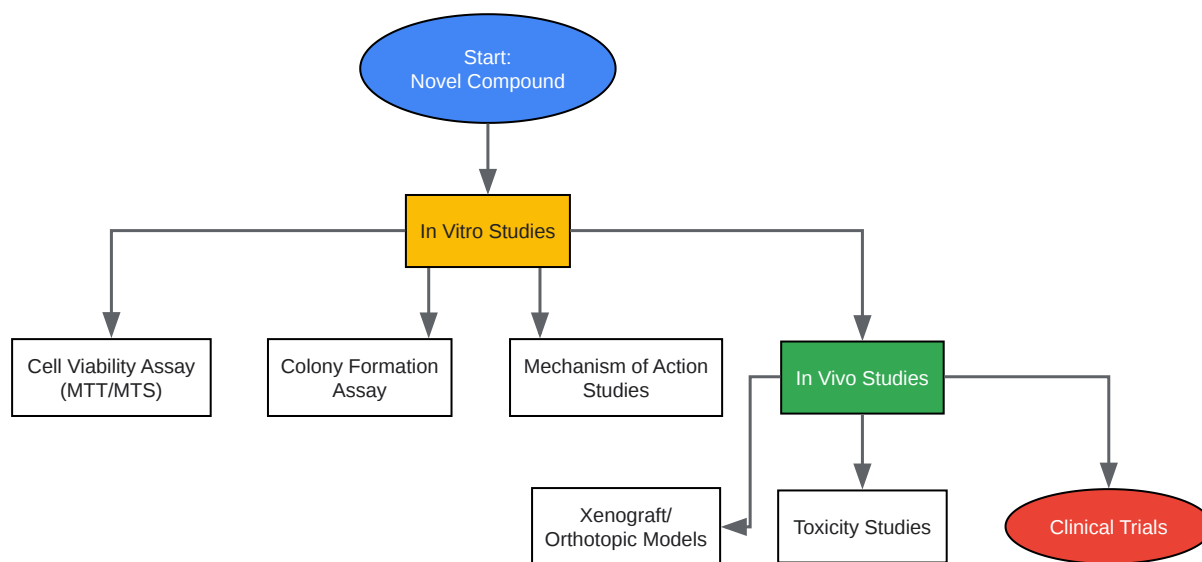 Start:
Novel Compound
In Vitro Studies
Cell Viability Assay
(MTT/MTS)
Colony Formation
Assay
Mechanism of Action
Studies
In Vivo Studies
Xenograft/
Orthotopic Models
Toxicity Studies
Clinical Trials